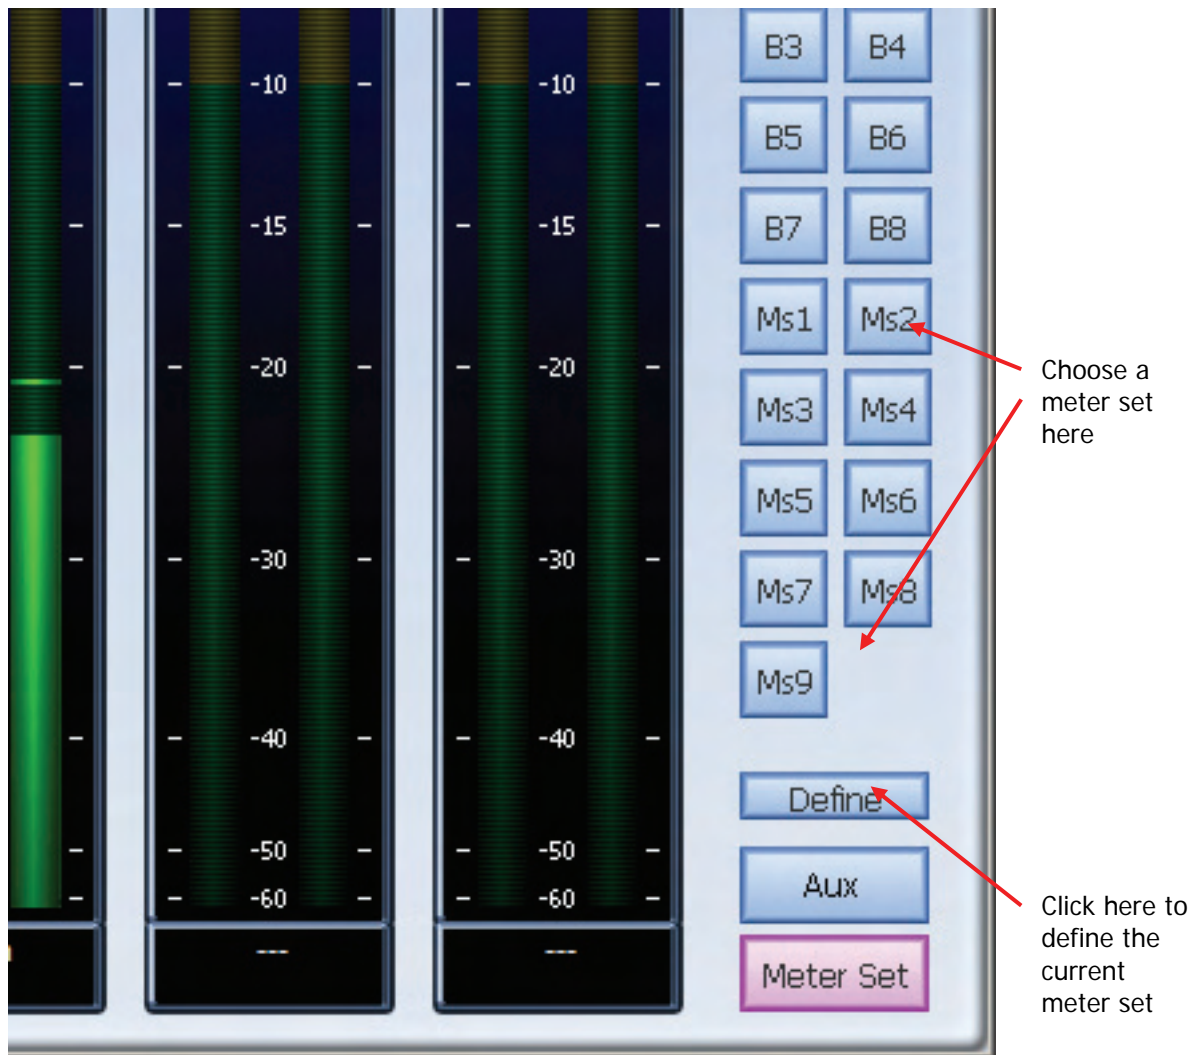 B3 B4
-10 -10
B5 B6
-15 -15 B7 B8
Ms1 Ms2
-20 -20
Choose a
meter set
here
Ms3 Ms4
Ms5 Ms6
-30 -30
Ms7 Ms8
Ms9
-40 -40
Define
-50 -50
-60 -60
Aux
Click here to
define the
current
meter set
--- ---
Meter Set